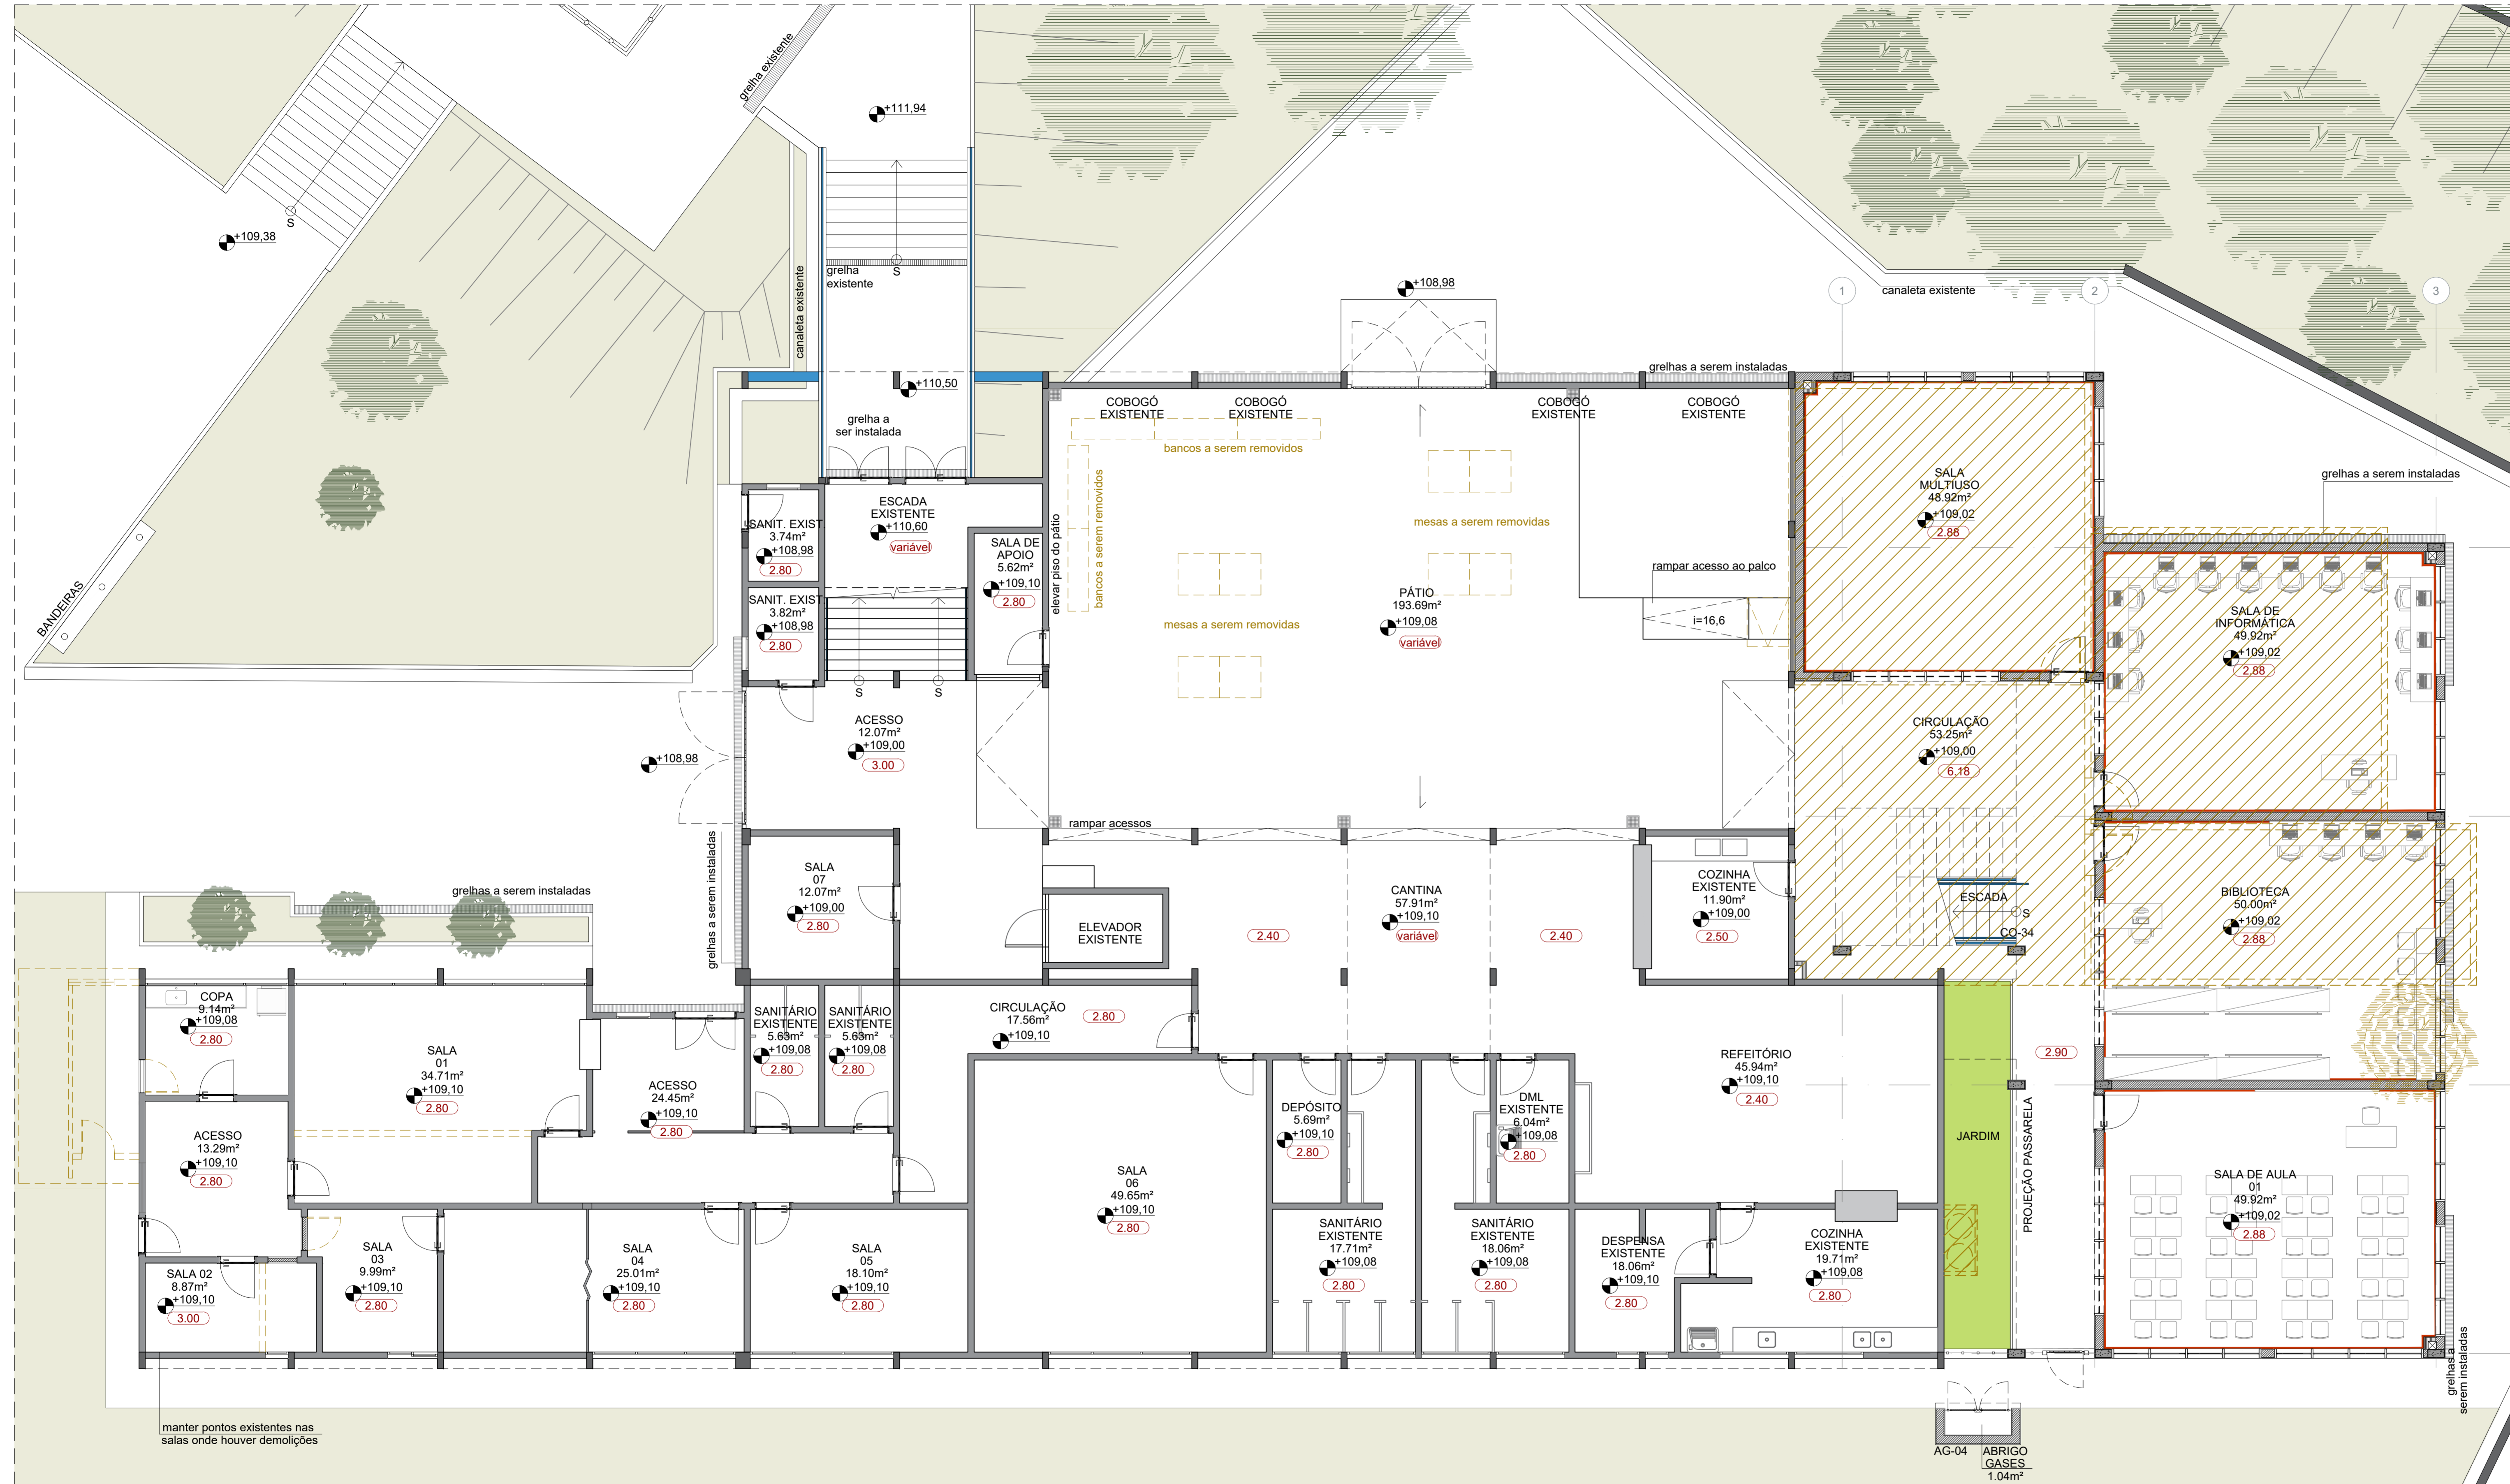 grelha existente
+111,94
S
+109,38
canaleta existente
grelha
existente
S
+108,98
1
canaleta existente
2
3
grelhas a serem instaladas
+110,50
COBOGÓ
EXISTENTE
COBOGÓ
EXISTENTE
COBOGÓ
EXISTENTE
COBOGÓ
EXISTENTE
grelha a
ser instalada
bancos a serem removidos
bancos a serem removidos
elevar piso do pátio
SALA
MULTIUSO
48.92m²
+109,02
2.88
grelhas a serem instaladas
ESCADA
EXISTENTE
+110,60
variável
SANIT. EXIST.
3.74m²
+108,98
2.80
SALA DE
APOIO
5.62m²
+109,10
2.80
mesas a serem removidas
rampar acesso ao palco
i=16,6
SANIT. EXIST.
3.82m²
+108,98
2.80
PÁTIO
193.69m²
+109,08
variável
mesas a serem removidas
SALA DE
INFORMÁTICA
49.92m²
+109,02
2.88
BANDEIRAS
S
S
ACESSO
12.07m²
+109,00
3.00
+108,98
CIRCULAÇÃO
53.25m²
+109,00
6.18
rampar acessos
grelhas a serem instaladas
grelhas a serem instaladas
SALA
07
12.07m²
+109,00
2.80
ELEVADOR
EXISTENTE
2.40
CANTINA
57.91m²
+109,10
variável
2.40
COZINHA
EXISTENTE
11.90m²
+109,00
2.50
ESCADA
S
CO-34
BIBLIOTECA
50.00m²
+109,02
2.88
COPA
9.14m²
+109,08
2.80
SALA
01
34.71m²
+109,10
2.80
SANITÁRIO
EXISTENTE
5.63m²
+109,08
2.80
SANITÁRIO
EXISTENTE
5.63m²
+109,08
2.80
CIRCULAÇÃO
17.56m²
+109,10
2.80
REFEITÓRIO
45.94m²
+109,10
2.40
2.90
ACESSO
24.45m²
+109,10
2.80
ACESSO
13.29m²
+109,10
2.80
DEPÓSITO
5.69m²
+109,10
2.80
DML
EXISTENTE
6.04m²
+109,08
2.80
JARDIM
PROJEÇÃO PASSARELA
SALA
06
49.65m²
+109,10
2.80
SALA DE AULA
01
49.92m²
+109,02
2.88
SALA 02
8.87m²
+109,10
3.00
SALA
03
9.99m²
+109,10
2.80
SALA
04
25.01m²
+109,10
2.80
SALA
05
18.10m²
+109,10
2.80
SANITÁRIO
EXISTENTE
17.71m²
+109,08
2.80
SANITÁRIO
EXISTENTE
18.06m²
+109,08
2.80
DESPENSA
EXISTENTE
18.06m²
+109,10
2.80
COZINHA
EXISTENTE
19.71m²
+109,08
2.80
grelhas a
serem instaladas
manter pontos existentes nas
salas onde houver demolições
AG-04
ABRIGO
GASES
1.04m²